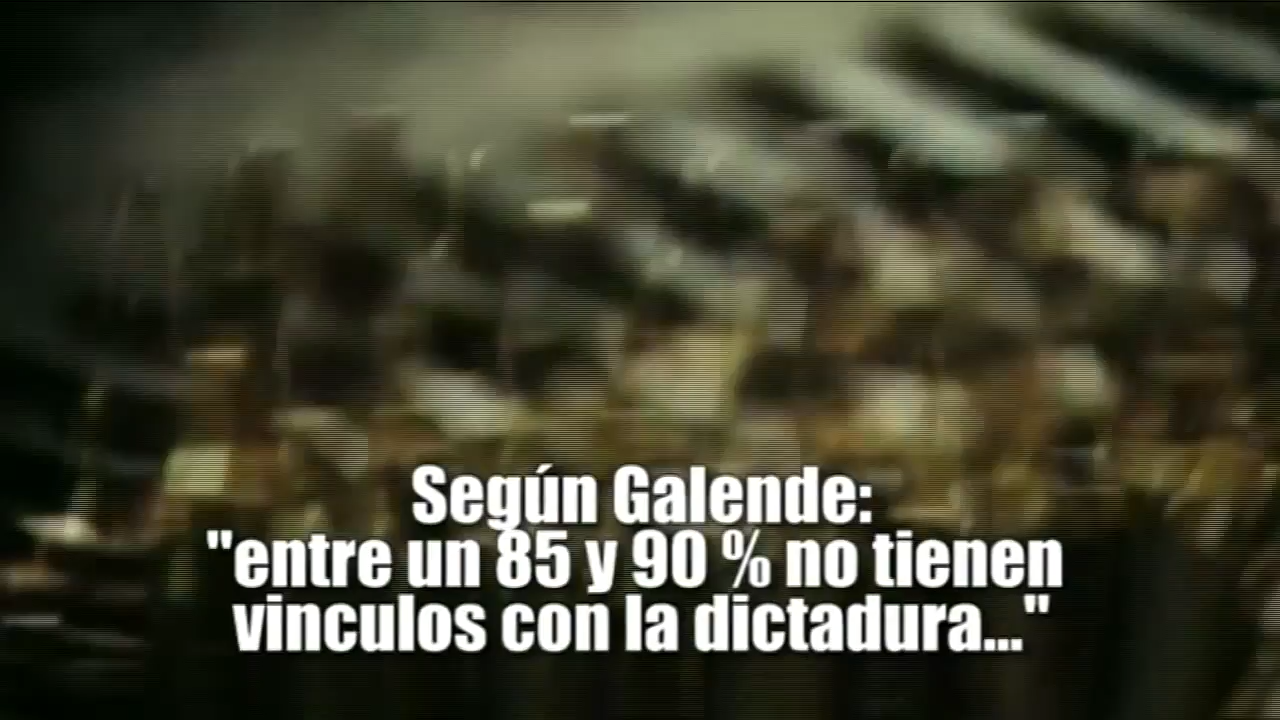 Según Galende:
"entre un 85 y 90 % no tienen
vinculos con la dictadura..."